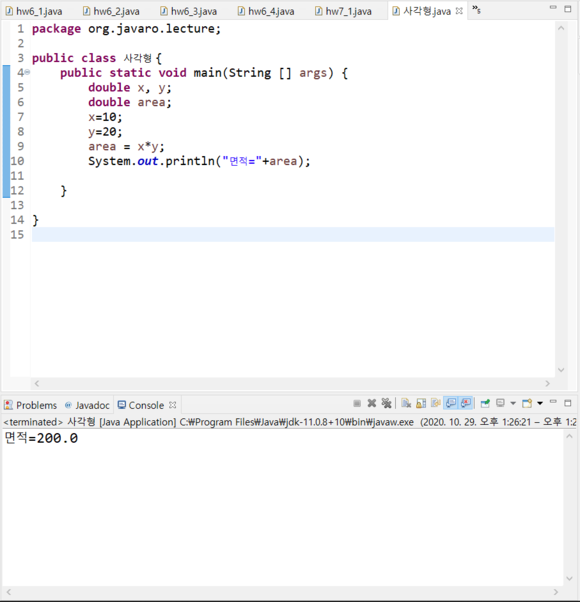 hw6_1.java hw6_2.java hw6_3.java hw6_4.java hw7_1.java 사각형.java »5
1 package org.javaro.lecture;
2
3 public class 사각형 {
4 public static void main(String [] args) {
5 double x, y;
6 double area;
7 x=10;
8 y=20;
9 area = x*y;
10 System.out.println("면적="+area);
11
12 }
13
14 }
15
Problems @ Javadoc Console
<terminated> 사각형 [Java Application] C:₩Program Files₩Java₩jdk-11.0.8+10₩bin₩javaw.exe (2020. 10. 29. 오후 1:26:21 – 오후 1:2
면적=200.0